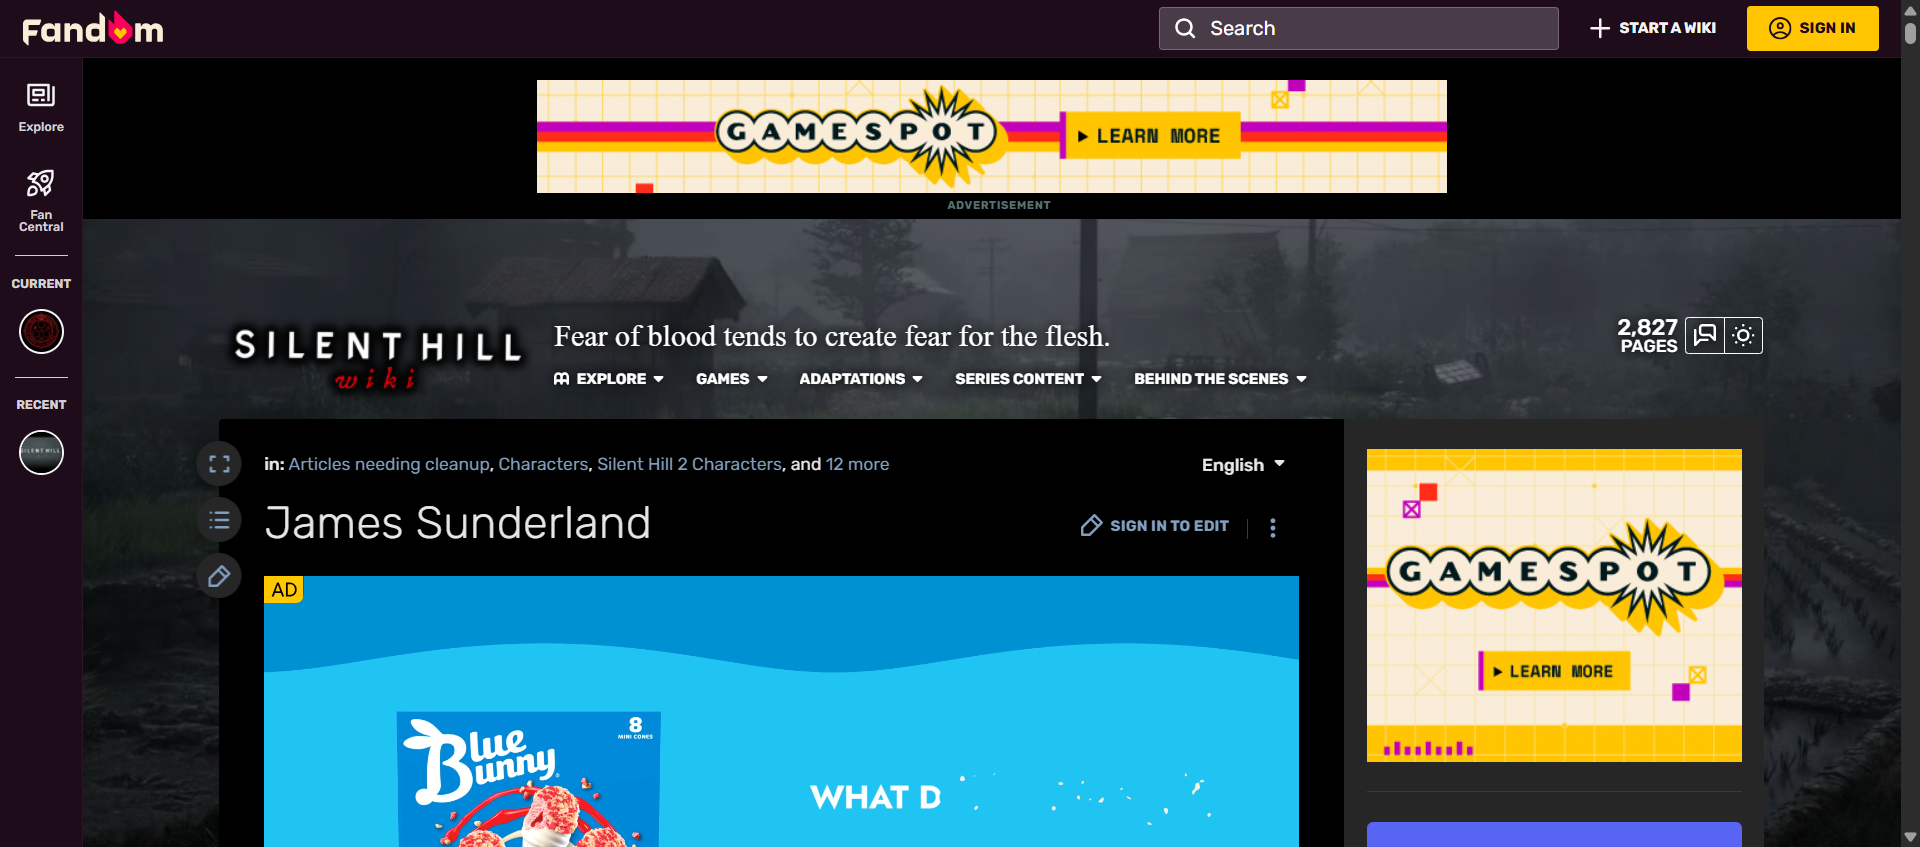 Fandom
Search
START A WIKI
SIGN IN
Explore
Fan
Central
CURRENT
RECENT
SILENT HILL
GAMESPOT
LEARN MORE
ADVERTISEMENT
SILENT HILL
wiki
Fear of blood tends to create fear for the flesh.
2,827
PAGES
EXPLORE
GAMES
ADAPTATIONS
SERIES CONTENT
BEHIND THE SCENES
in: Articles needing cleanup, Characters, Silent Hill 2 Characters, and 12 more
English
James Sunderland
SIGN IN TO EDIT
AD
Blue
Bunny
8
MINI CONES
WHAT D
GAMESPOT
LEARN MORE